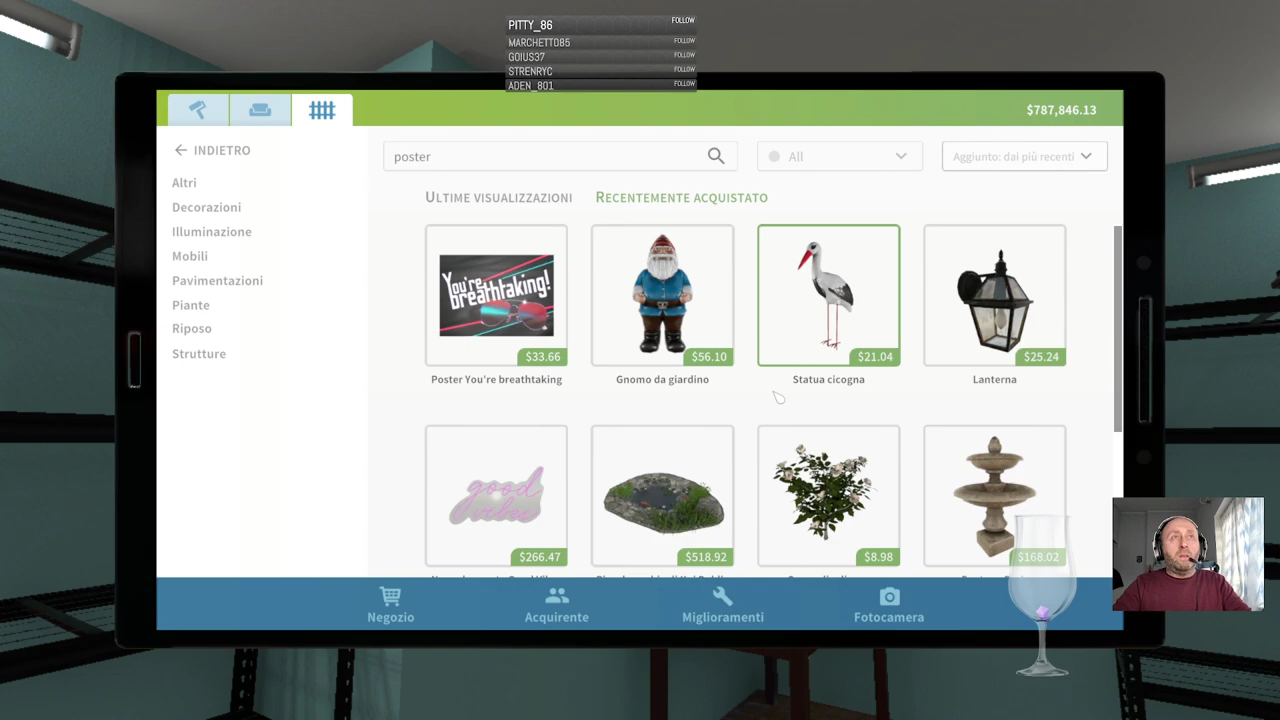 PITTY_86 FOLLOW
MARCHETTO85 FOLLOW
GOIUS37 FOLLOW
STRENRYC FOLLOW
ADEN_801 FOLLOW
$787,846.13
INDIETRO
poster
All
Aggiunto: dai più recenti
Altri
Decorazioni
Illuminazione
Mobili
Pavimentazioni
Piante
Riposo
Strutture
ULTIME VISUALIZZAZIONI
RECENTEMENTE ACQUISTATO
You're breathtaking!
$33.66
$56.10
$21.04
$25.24
Poster You're breathtaking
Gnomo da giardino
Statua cicogna
Lanterna
good vibes
$266.47
$518.92
$8.98
$168.02
Negozio
Acquirente
Miglioramenti
Fotocamera